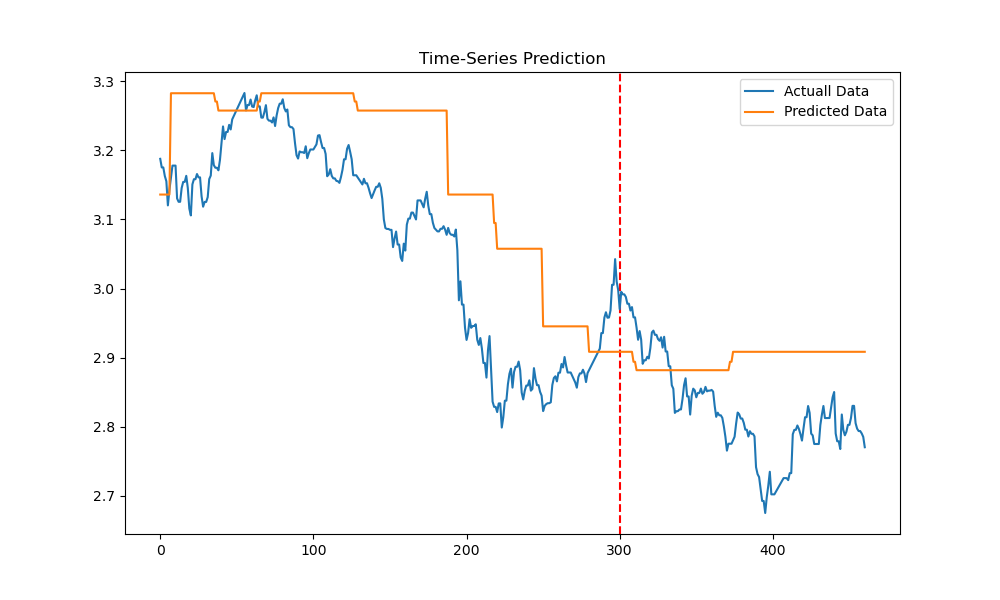 Time-Series Prediction
Actuall Data
Predicted Data
3.3
3.2
3.1
3.0
2.9
2.8
2.7
0 100 200 300 400